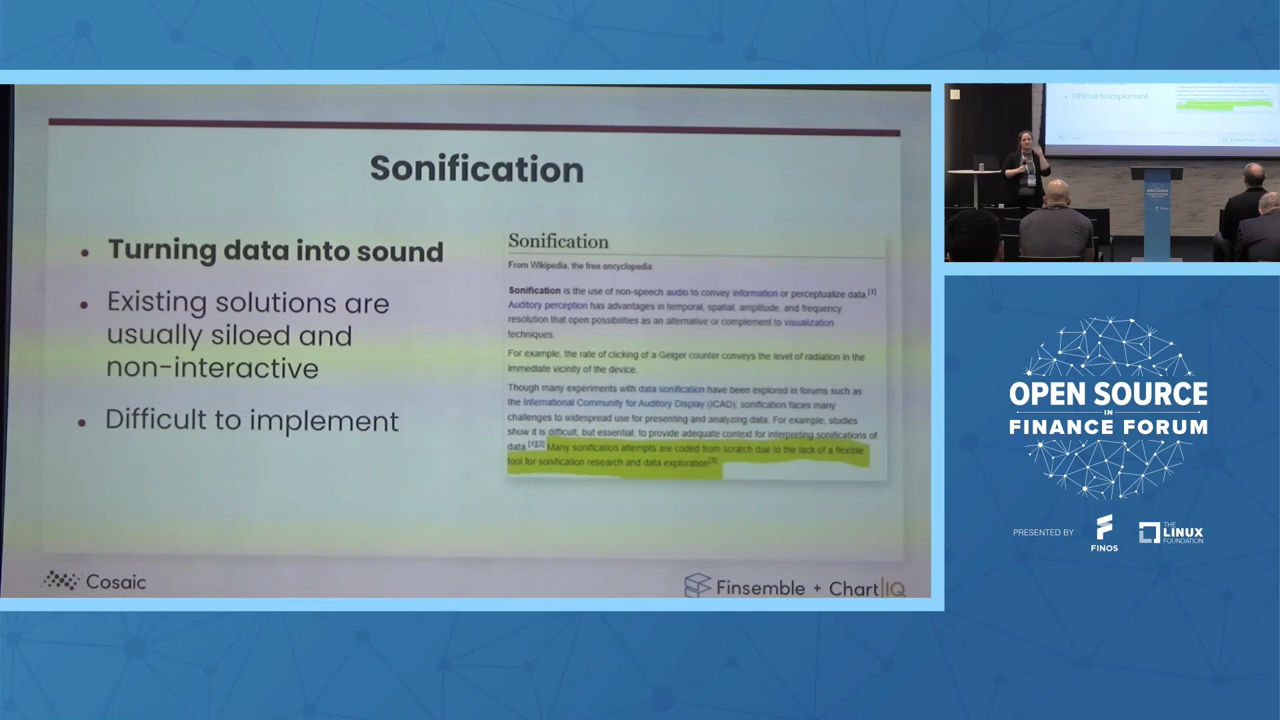 Sonification
Turning data into sound
Existing solutions are
usually siloed and
non-interactive
Difficult to implement
Sonification
From Wikipedia, the free encyclopedia
Sonification is the use of non-speech audio to convey information or perceptualize data.[1]
Auditory perception has advantages in temporal, spatial, amplitude, and frequency
resolution that open possibilities as an alternative or complement to visualization
techniques.
For example, the rate of clicking of a Geiger counter conveys the level of radiation in the
immediate vicinity of the device.
Though many experiments with data sonification have been explored in forums such as
the International Community for Auditory Display (ICAD), sonification faces many
challenges to widespread use for presenting and analyzing data. For example, studies
show it is difficult, but essential, to provide adequate context for interpreting sonifications of
data.[1][2] Many sonification attempts are coded from scratch due to the lack of a flexible
tool for sonification research and data exploration[3]
Cosaic
Finsemble + Chart|IQ
Difficult to implement
OPEN SOURCE
IN
FINANCE FORUM
PRESENTED BY
FINOS
THE
LINUX
FOUNDATION